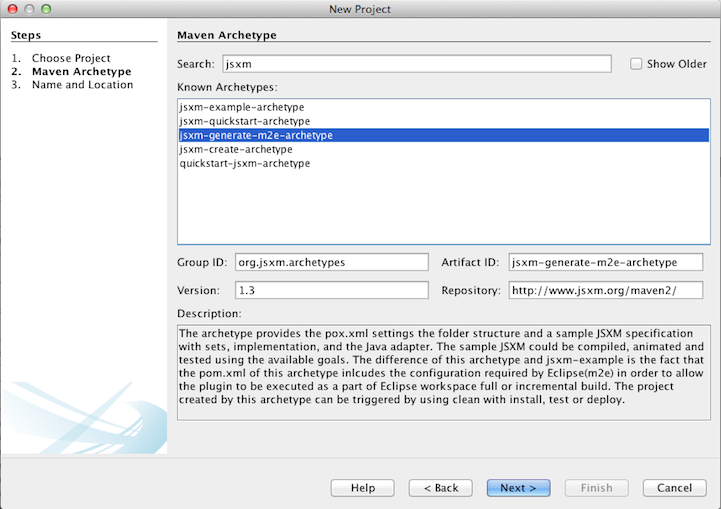 New Project
Steps
1. Choose Project
2. Maven Archetype
3. Name and Location
Maven Archetype
Search: jsxm Show Older
Known Archetypes:
jsxm-example-archetype
jsxm-quickstart-archetype
jsxm-generate-m2e-archetype
jsxm-create-archetype
quickstart-jsxm-archetype
Group ID: org.jsxm.archetypes Artifact ID: jsxm-generate-m2e-archetype
Version: 1.3 Repository: http://www.jsxm.org/maven2/
Description:
The archetype provides the pox.xml settings the folder structure and a sample JSXM specification
with sets, implementation, and the Java adapter. The sample JSXM could be compiled, animated and
tested using the available goals. The difference of this archetype and jsxm-example is the fact that
the pom.xml of this archetype inlcudes the configuration required by Eclipse(m2e) in order to allow
the plugin to be executed as a part of Eclipse workspace full or incremental build. The project
created by this archetype can be triggered by using clean with install, test or deploy.
Help < Back Next > Finish Cancel